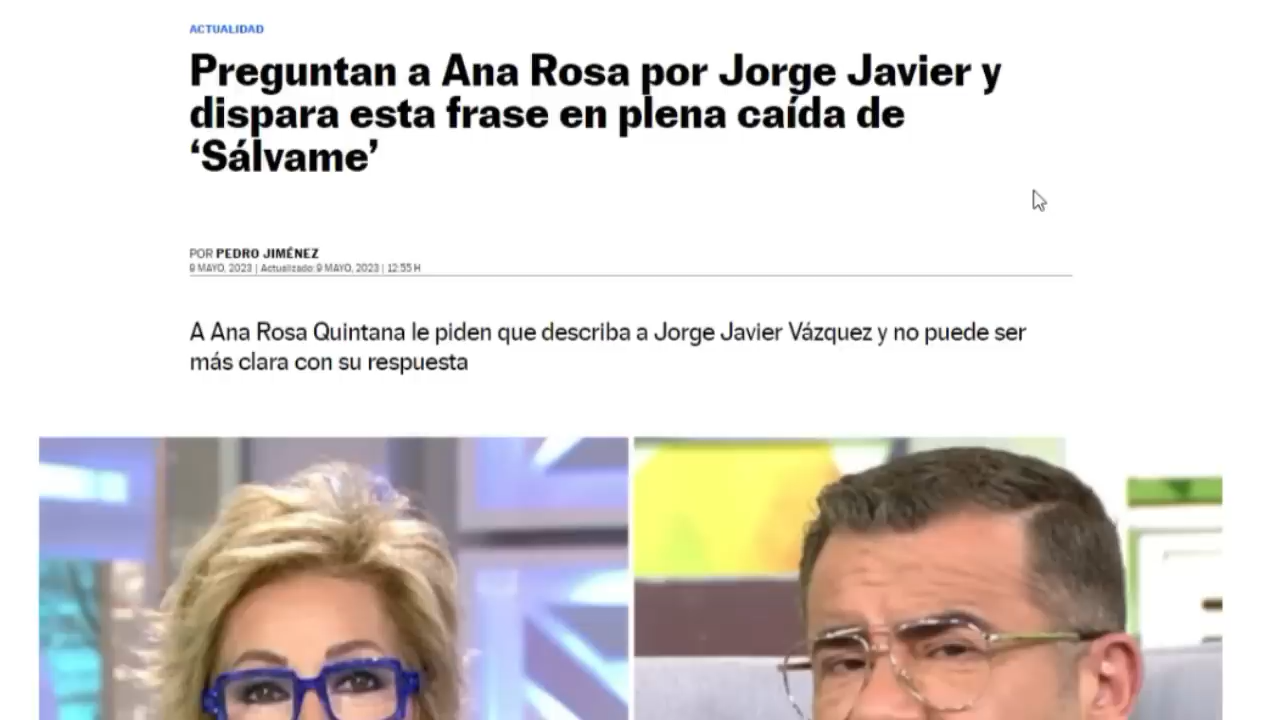 ACTUALIDAD
Preguntan a Ana Rosa por Jorge Javier y
dispara esta frase en plena caída de
‘Sálvame’
POR PEDRO JIMÉNEZ
9 MAYO, 2023 | Actualizado:9 MAYO, 2023 | 12:55 H
A Ana Rosa Quintana le piden que describa a Jorge Javier Vázquez y no puede ser
más clara con su respuesta